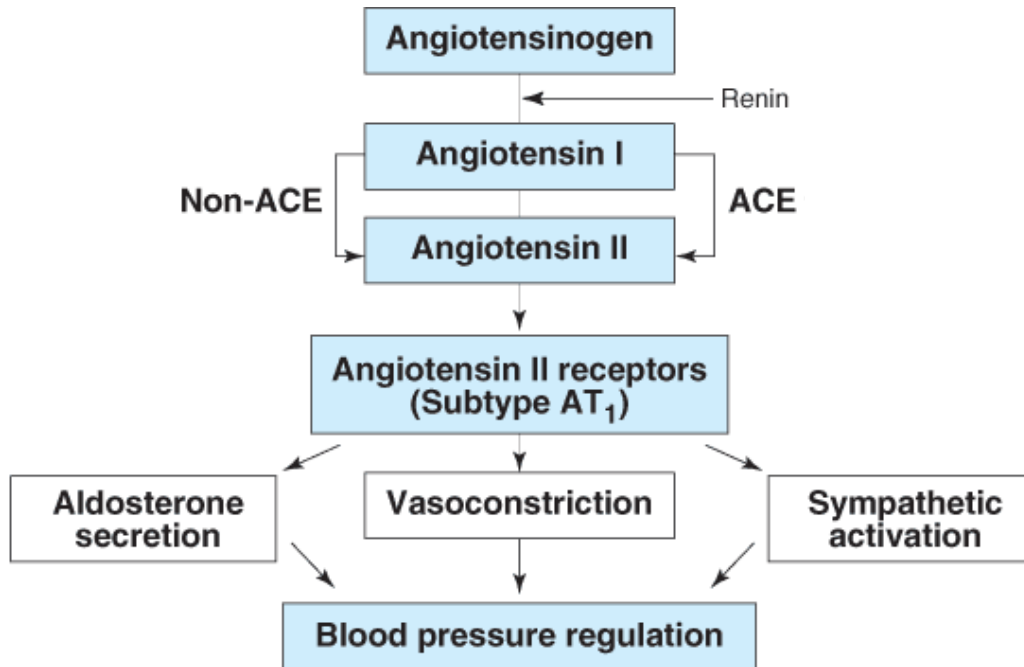 Angiotensinogen
Renin
Angiotensin I
Non-ACE
ACE
Angiotensin II
Angiotensin II receptors
(Subtype AT₁)
Aldosterone
secretion
Vasoconstriction
Sympathetic
activation
Blood pressure regulation